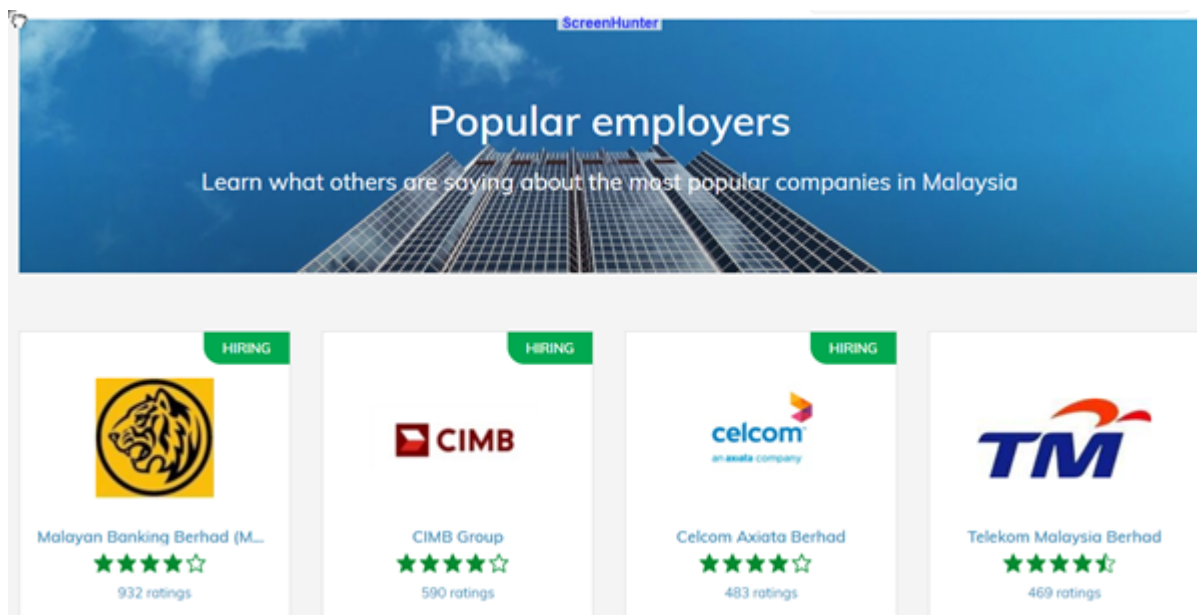 ScreenHunter
Popular employers
Learn what others are saying about the most popular companies in Malaysia
HIRING
HIRING
HIRING
CIMB
celcom™
an axiata company
TM
Malayan Banking Berhad (M...
CIMB Group
Celcom Axiata Berhad
Telekom Malaysia Berhad
932 ratings
590 ratings
483 ratings
469 ratings